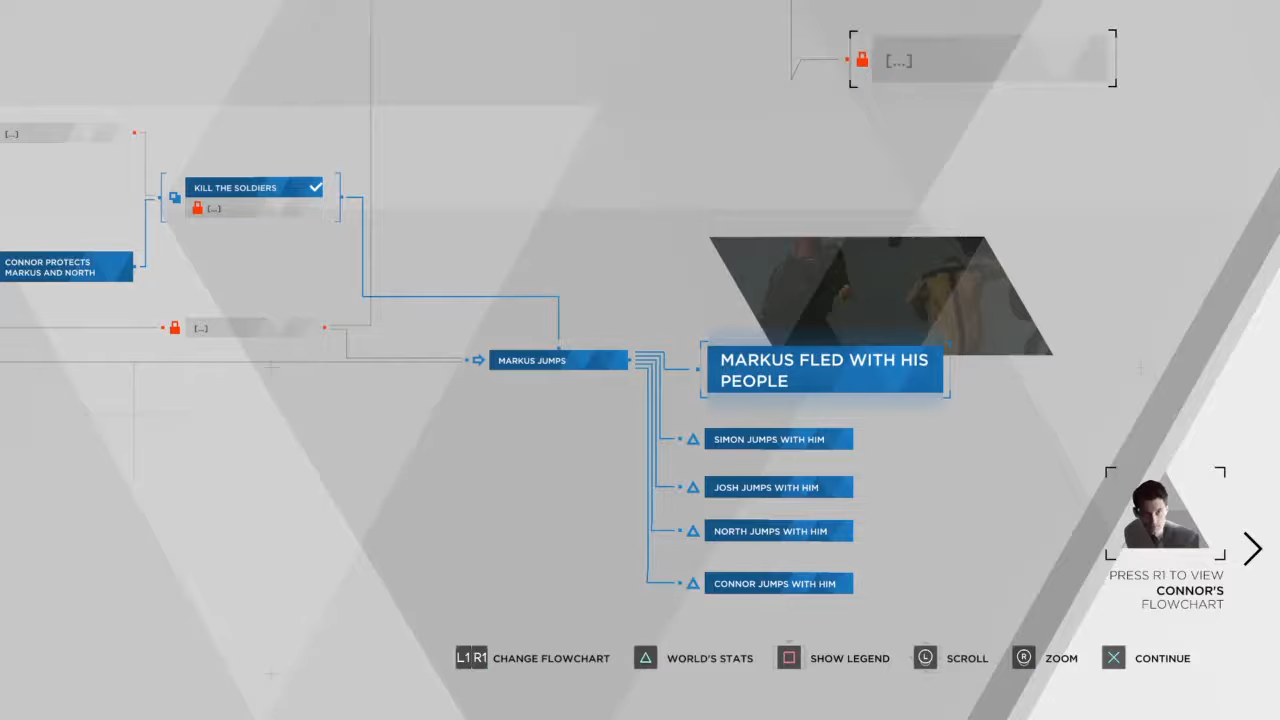 [...]
[...]
KILL THE SOLDIERS
[...]
CONNOR PROTECTS
MARKUS AND NORTH
[...]
MARKUS JUMPS
MARKUS FLED WITH HIS
PEOPLE
SIMON JUMPS WITH HIM
JOSH JUMPS WITH HIM
NORTH JUMPS WITH HIM
CONNOR JUMPS WITH HIM
PRESS R1 TO VIEW
CONNOR'S
FLOWCHART
L1 R1 CHANGE FLOWCHART
WORLD'S STATS
SHOW LEGEND
L SCROLL
R ZOOM
CONTINUE